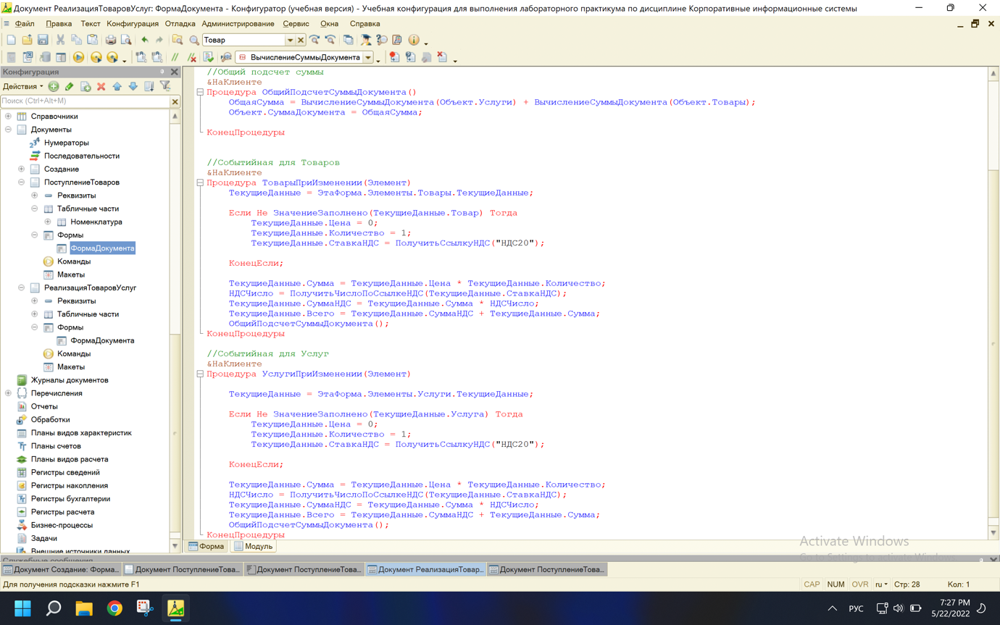 Документ РеализацияТоваровУслуг: ФормаДокумента - Конфигуратор (учебная версия) - Учебная конфигурация для выполнения лабораторного практикума по дисциплине Корпоративные информационные системы
Файл Правка Текст Конфигурация Отладка Администрирование Сервис Окна Справка
Товар
ВычислениеСуммыДокумента
Конфигурация
Действия
Поиск (Ctrl+Alt+M)
Справочники
Документы
Нумераторы
Последовательности
Создание
ПоступлениеТоваров
Реквизиты
Табличные части
Номенклатура
Формы
ФормаДокумента
Команды
Макеты
РеализацияТоваровУслуг
Реквизиты
Табличные части
Формы
ФормаДокумента
Команды
Макеты
Журналы документов
Перечисления
Отчеты
Обработки
Планы видов характеристик
Планы счетов
Планы видов расчета
Регистры сведений
Регистры накопления
Регистры бухгалтерии
Регистры расчета
Бизнес-процессы
Задачи
Внешние источники данных
//Общий подсчет суммы
&НаКлиенте
Процедура ОбщийПодсчетСуммыДокумента()
ОбщаяСумма = ВычислениеСуммыДокумента(Объект.Услуги) + ВычислениеСуммыДокумента(Объект.Товары);
Объект.СуммаДокумента = ОбщаяСумма;
КонецПроцедуры
//Событийная для Товаров
&НаКлиенте
Процедура ТоварыПриИзменении(Элемент)
ТекущиеДанные = ЭтаФорма.Элементы.Товары.ТекущиеДанные;
Если Не ЗначениеЗаполнено(ТекущиеДанные.Товар) Тогда
ТекущиеДанные.Цена = 0;
ТекущиеДанные.Количество = 1;
ТекущиеДанные.СтавкаНДС = ПолучитьСсылкуНДС("НДС20");
КонецЕсли;
ТекущиеДанные.Сумма = ТекущиеДанные.Цена * ТекущиеДанные.Количество;
НДСЧисло = ПолучитьЧислоПоСсылкеНДС(ТекущиеДанные.СтавкаНДС);
ТекущиеДанные.СуммаНДС = ТекущиеДанные.Сумма * НДСЧисло;
ТекущиеДанные.Всего = ТекущиеДанные.СуммаНДС + ТекущиеДанные.Сумма;
ОбщийПодсчетСуммыДокумента();
КонецПроцедуры
//Событийная для Услуг
&НаКлиенте
Процедура УслугиПриИзменении(Элемент)
ТекущиеДанные = ЭтаФорма.Элементы.Услуги.ТекущиеДанные;
Если Не ЗначениеЗаполнено(ТекущиеДанные.Услуга) Тогда
ТекущиеДанные.Цена = 0;
ТекущиеДанные.Количество = 1;
ТекущиеДанные.СтавкаНДС = ПолучитьСсылкуНДС("НДС20");
КонецЕсли;
ТекущиеДанные.Сумма = ТекущиеДанные.Цена * ТекущиеДанные.Количество;
НДСЧисло = ПолучитьЧислоПоСсылкеНДС(ТекущиеДанные.СтавкаНДС);
ТекущиеДанные.СуммаНДС = ТекущиеДанные.Сумма * НДСЧисло;
ТекущиеДанные.Всего = ТекущиеДанные.СуммаНДС + ТекущиеДанные.Сумма;
ОбщийПодсчетСуммыДокумента();
КонецПроцедуры
Форма Модуль
Activate Windows
Go to Settings to activate Windows.
Служебные сообщения
Документ Создание: Форма... Документ ПоступлениеТова... Документ ПоступлениеТова... Документ РеализацияТовар... Документ ПоступлениеТова...
Для получения подсказки нажмите F1 CAP NUM OVR ru Стр: 28 Кол: 1
РУС 7:27 PM
5/22/2022